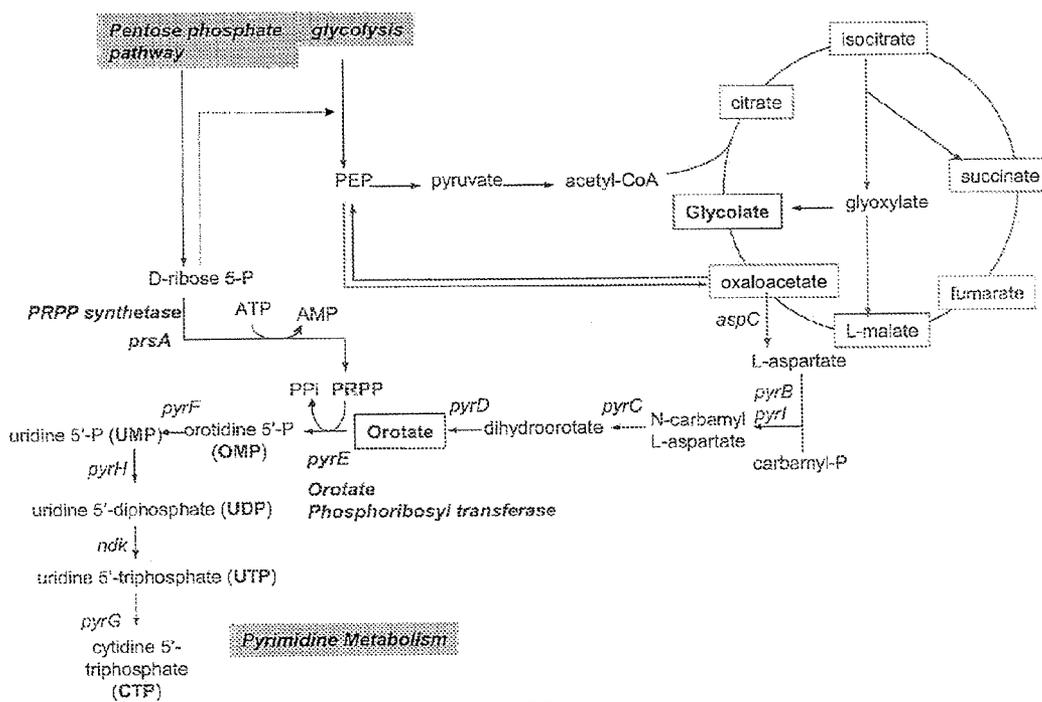 Pentose phosphate glycolysis
pathway
isocitrate
citrate
succinate
PEP pyruvate acetyl-CoA
Glycolate glyoxylate
D-ribose 5-P
oxaloacetate
fumarate
PRPP synthetase
ATP AMP
aspC
L-malate
prsA
L-aspartate
PPi PRPP
pyrB
pyrF
pyrD
pyrC
pyrI
uridine 5'-P (UMP) orotidine 5'-P
(OMP)
Orotate
dihydroorotate
N-carbamyl
L-aspartate
carbamyl-P
pyrH
pyrE
Orotate
Phosphoribosyl transferase
uridine 5'-diphosphate (UDP)
ndk
uridine 5'-triphosphate (UTP)
pyrG
Pyrimidine Metabolism
cytidine 5'-
triphosphate
(CTP)